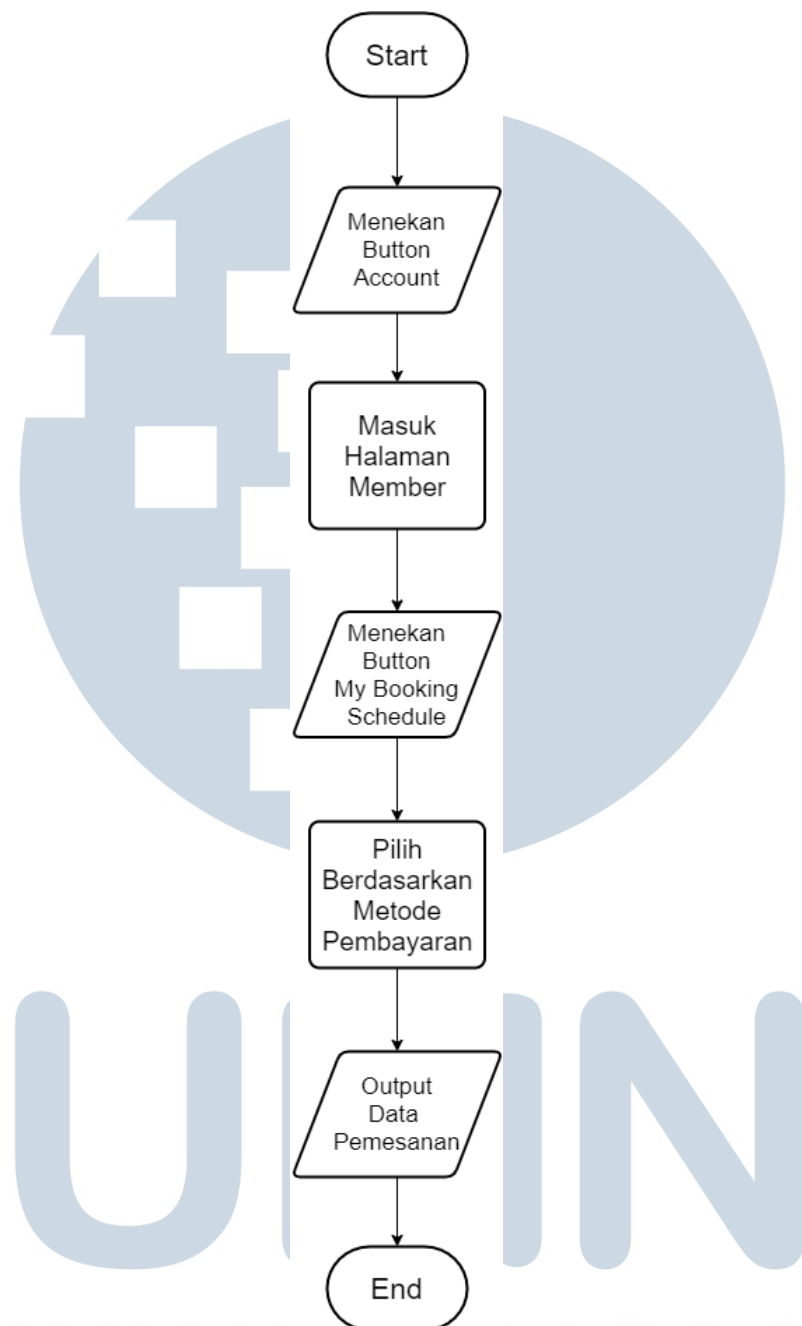 Start
Menekan
Button
Account
Masuk
Halaman
Member
Menekan
Button
My Booking
Schedule
Pilih
Berdasarkan
Metode
Pembayaran
Output
Data
Pemesanan
End